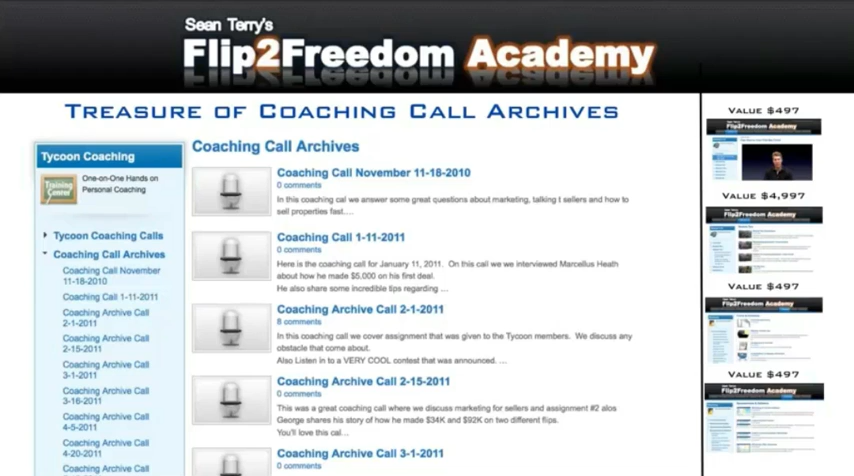 Sean Terry's
Flip2Freedom Academy
Treasure of Coaching Call Archives
Tycoon Coaching
Training
Center
One-on-One Hands on
Personal Coaching
Tycoon Coaching Calls
Coaching Call Archives
Coaching Call November
11-18-2010
Coaching Call 1-11-2011
Coaching Archive Call
2-1-2011
Coaching Archive Call
2-15-2011
Coaching Archive Call
3-1-2011
Coaching Archive Call
3-16-2011
Coaching Archive Call
4-5-2011
Coaching Archive Call
4-20-2011
Coaching Archive Call
Coaching Call Archives
Coaching Call November 11-18-2010
0 comments
In this coaching cal we answer some great questions about marketing, talking t sellers and how to
sell properties fast....
Coaching Call 1-11-2011
0 comments
Here is the coaching call for January 11, 2011. On this call we we interviewed Marcellus Heath
about how he made $5,000 on his first deal.
He also share some incredible tips regarding ...
Coaching Archive Call 2-1-2011
8 comments
In this coaching call we cover assignment that was given to the Tycoon members. We discuss any
obstacle that come about.
Also Listen in to a VERY COOL contest that was announced. ...
Coaching Archive Call 2-15-2011
0 comments
This was a great coaching call where we discuss marketing for sellers and assignment #2 alos
George shares his story of how he made $34K and $92K on two different flips.
You'll love this cal...
Coaching Archive Call 3-1-2011
0 comments
Value $497
Flip2Freedom Academy
Value $4,997
Flip2Freedom Academy
Value $497
Flip2Freedom Academy
Value $497
Flip2Freedom Academy